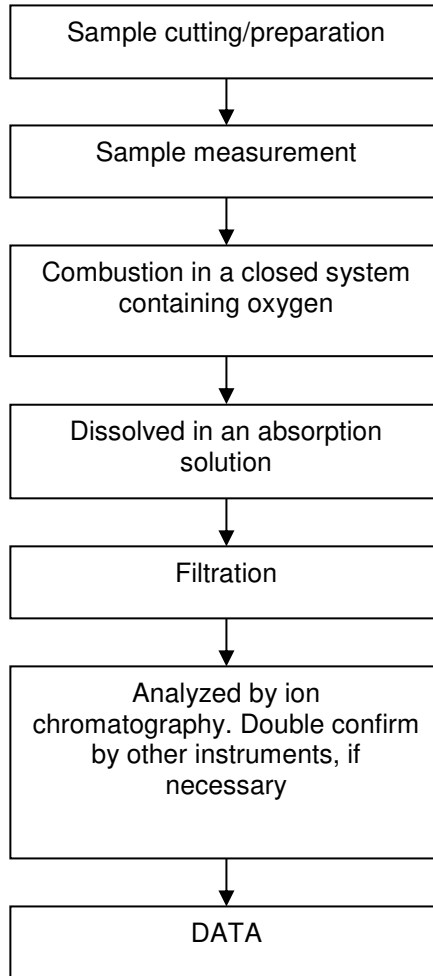 Sample cutting/preparation
Sample measurement
Combustion in a closed system
containing oxygen
Dissolved in an absorption
solution
Filtration
Analyzed by ion
chromatography. Double confirm
by other instruments, if
necessary
DATA